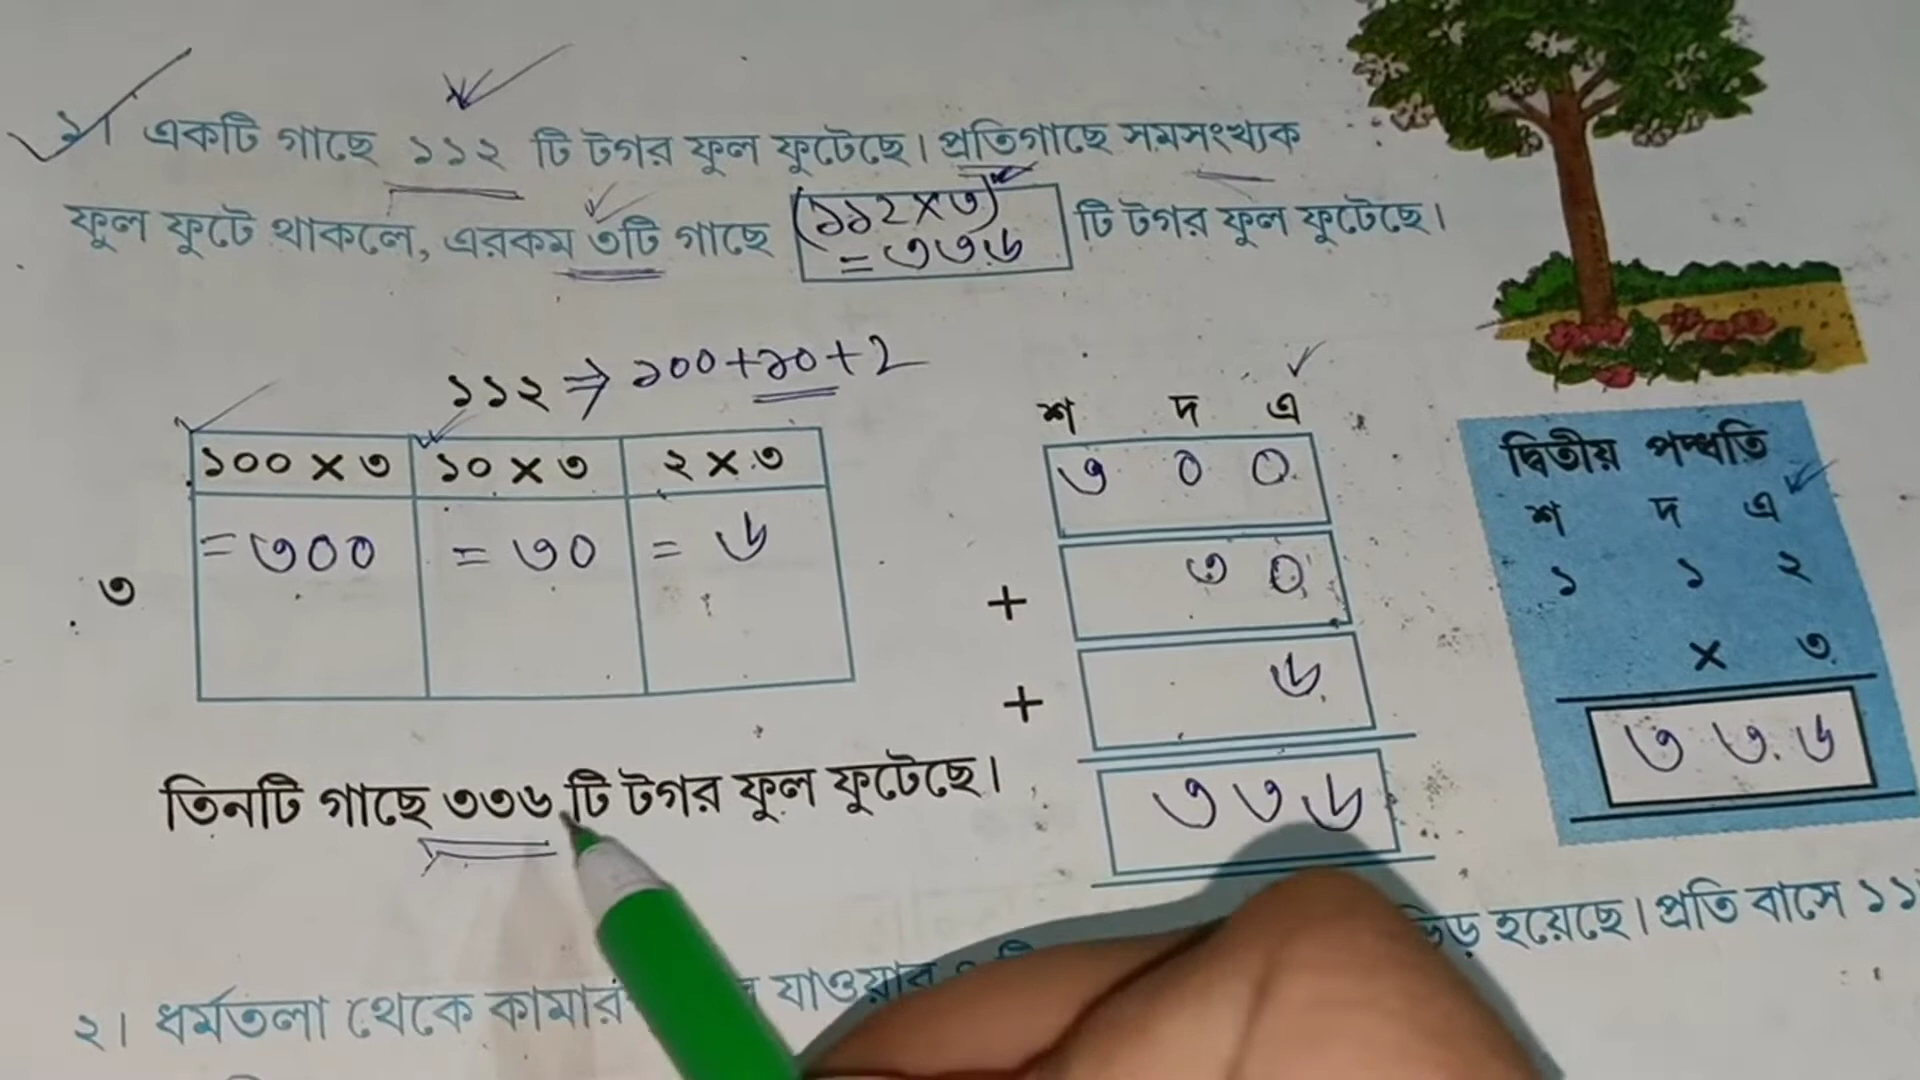 ১। একটি গাছে ১১২ টি টগর ফুল ফুটেছে। প্রতিগাছে সমসংখ্যক
ফুল ফুটে থাকলে, এরকম ৩টি গাছে (১১২×৩) = ৩৩৬ টি টগর ফুল ফুটেছে।
১১২ ⇒ ১০০+১০+২
১০০ × ৩ ১০ × ৩ ২ × ৩
৩ = ৩০০ = ৩০ = ৬
শ দ এ
৩ ০ ০
+ ৩ ০
+ ৬
৩ ৩ ৬
দ্বিতীয় পদ্ধতি
শ দ এ
১ ১ ২
× ৩
৩ ৩ ৬
তিনটি গাছে ৩৩৬ টি টগর ফুল ফুটেছে।
২। ধর্মতলা থেকে যাওয়ার হয়েছে। প্রতি বাসে